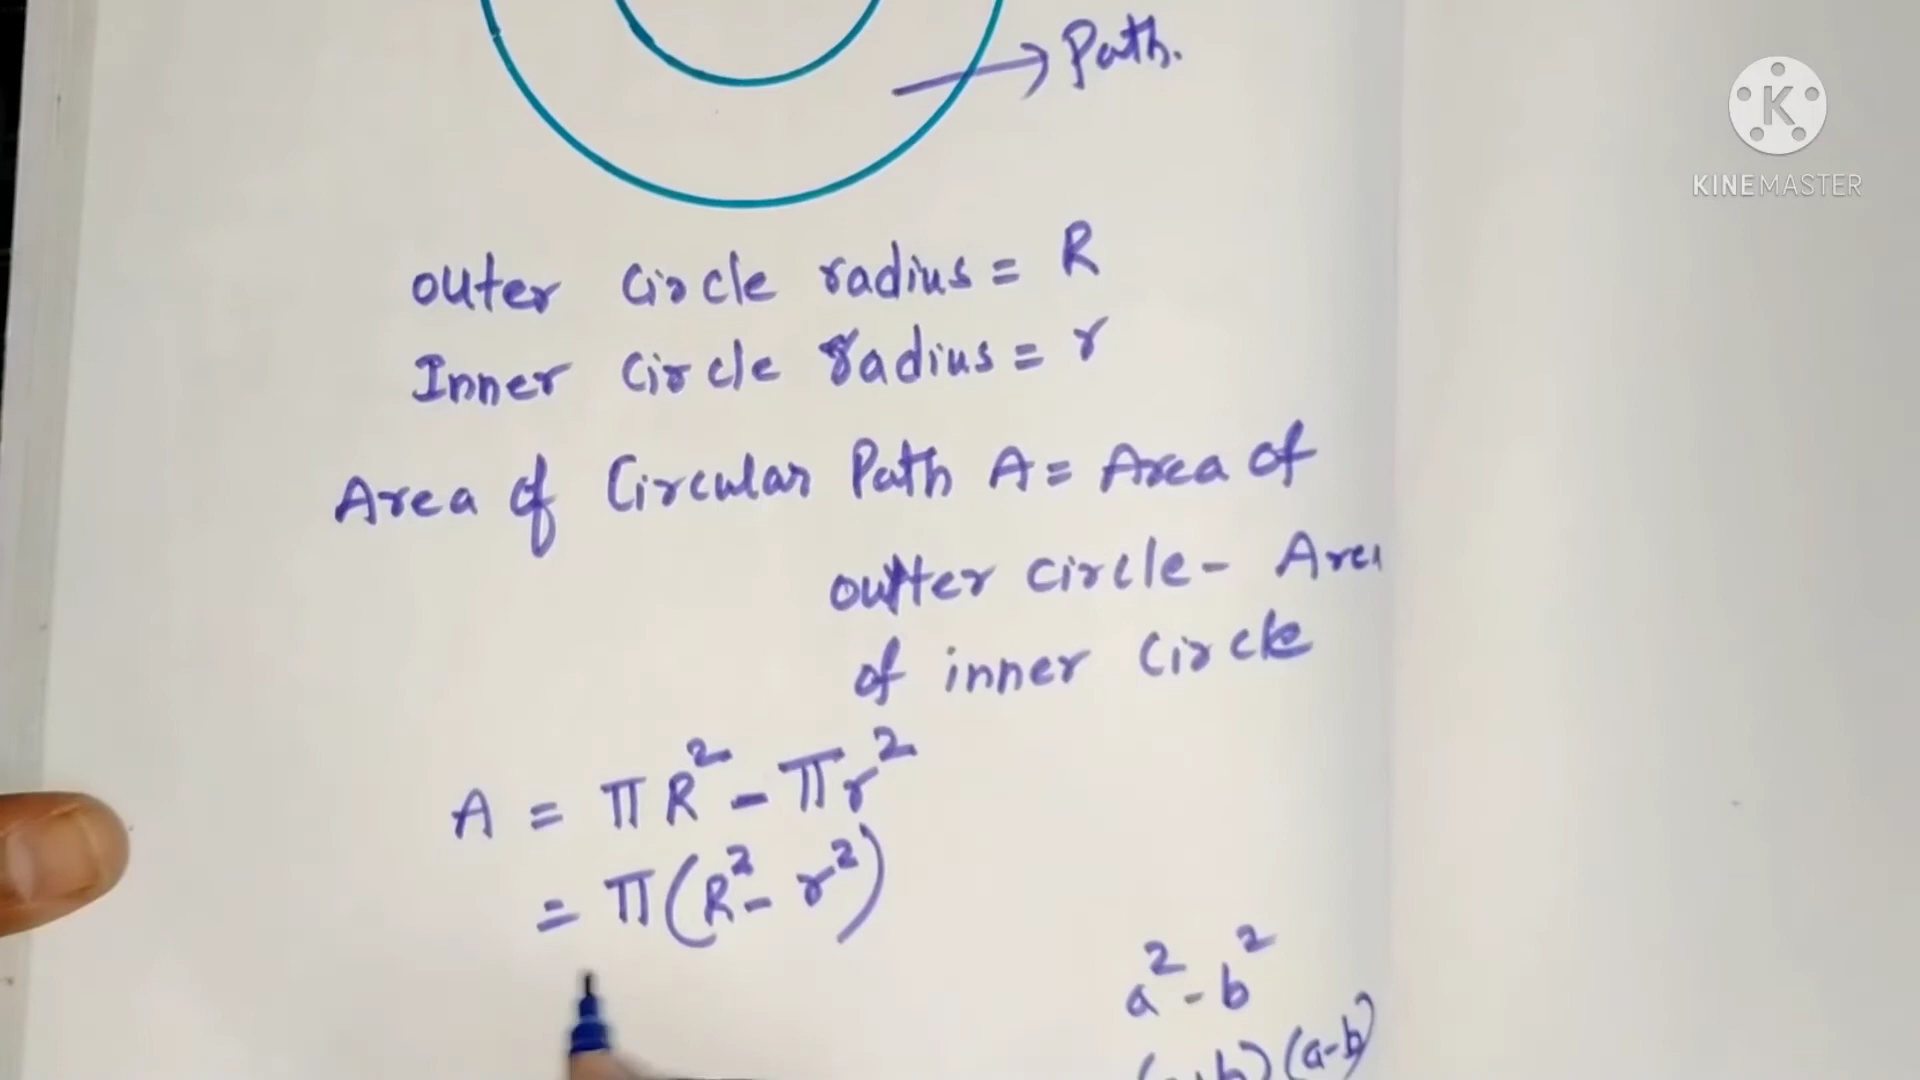 Path.
K
KINEMASTER
outer circle radius = R
Inner circle radius = r
Area of Circular Path A = Area of
outter circle - Area
of inner circle
A = πR² - πr²
= π(R² - r²)
a² - b²
(a-b)